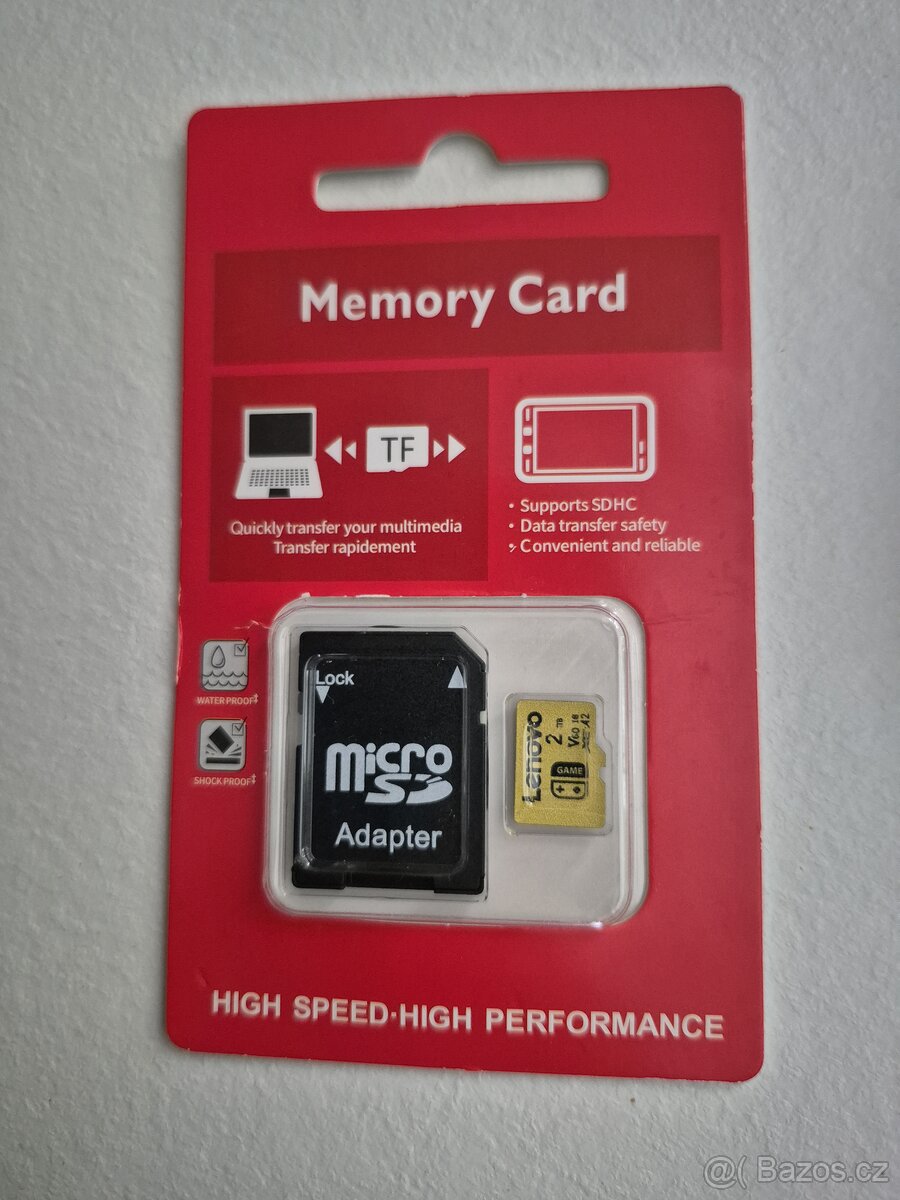 Memory Card
TF
Quickly transfer your multimedia
Transfer rapidement
• Supports SDHC
• Data transfer safety
• Convenient and reliable
WATER PROOF‡
SHOCK PROOF‡
Lock
Micro
SD
Adapter
Lenovo
2 TB
V60
A2
GAME
HIGH SPEED·HIGH PERFORMANCE
@( Bazos.cz